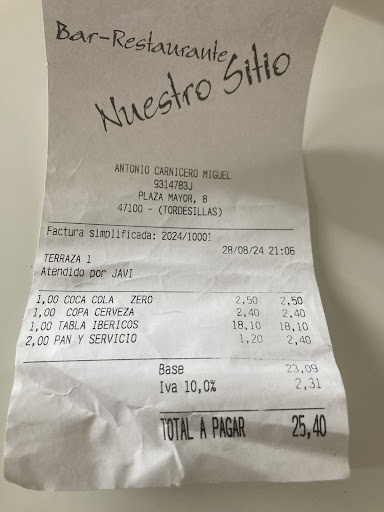 Bar-Restaurante
Nuestro Sitio
ANTONIO CARNICERO MIGUEL
9314783J
PLAZA MAYOR, 8
47100 - (TORDESILLAS)
Factura simplificada: 2024/10001
28/08/24 21:06
TERRAZA 1
Atendido por JAVI
1,00 COCA COLA ZERO 2,50 2,50
1,00 COPA CERVEZA 2,40 2,40
1,00 TABLA IBERICOS 18,10 18,10
2,00 PAN Y SERVICIO 1,20 2,40
Base 23,09
Iva 10,0% 2,31
TOTAL A PAGAR 25,40